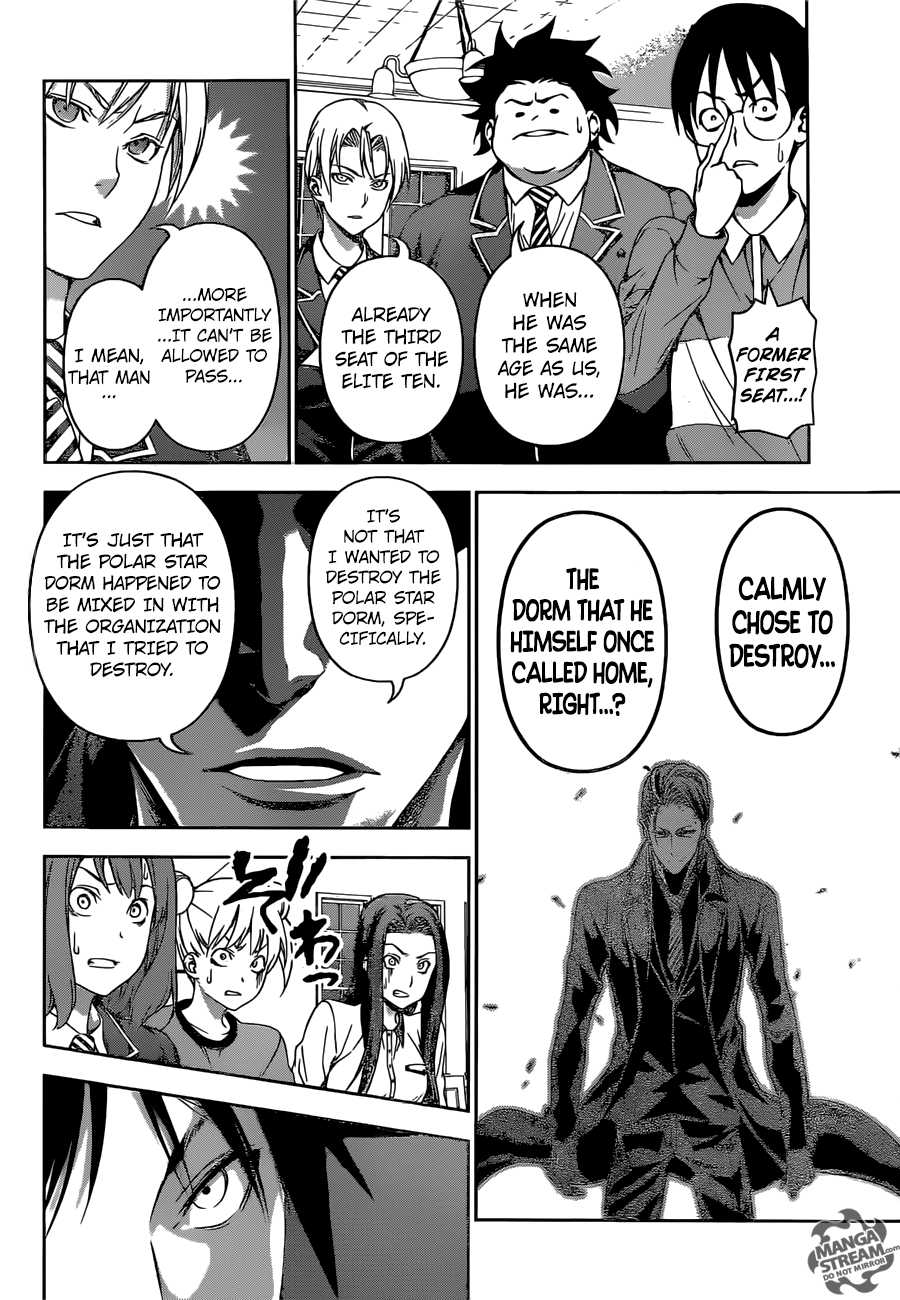 A
FORMER
FIRST
SEAT...!
WHEN
HE WAS
THE SAME
AGE AS US,
HE WAS...
ALREADY
THE THIRD
SEAT OF THE
ELITE TEN.
...MORE
IMPORTANTLY
...IT CAN'T BE
ALLOWED TO
PASS...
I MEAN,
THAT MAN
...
CALMLY
CHOSE TO
DESTROY...
THE
DORM THAT HE
HIMSELF ONCE
CALLED HOME,
RIGHT...?
IT'S
NOT THAT
I WANTED TO
DESTROY THE
POLAR STAR
DORM, SPE-
CIFICALLY.
IT'S JUST THAT
THE POLAR STAR
DORM HAPPENED TO
BE MIXED IN WITH
THE ORGANIZATION
THAT I TRIED TO
DESTROY.
ぞくっ
MANGA
STREAM.com
DO NOT MIRROR